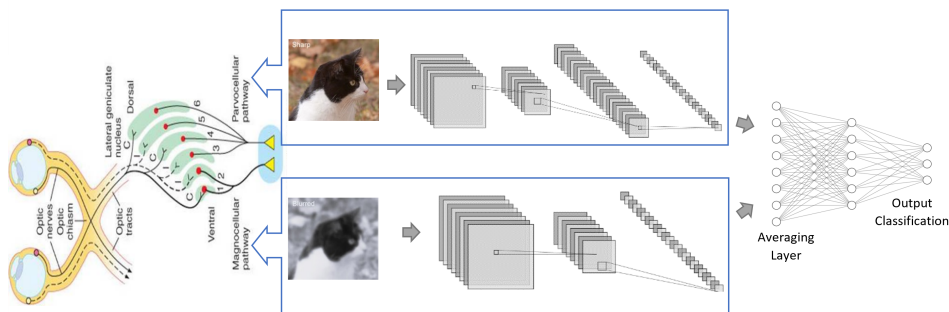 Optic
nerves
Optic
chiasm
Optic
tracts
Lateral geniculate
nucleus
Dorsal
Ventral
C
I
C
I
C
1
2
3
4
5
6
Parvocellular
pathway
Magnocellular
pathway
Sharp
Blurred
Averaging
Layer
Output
Classification